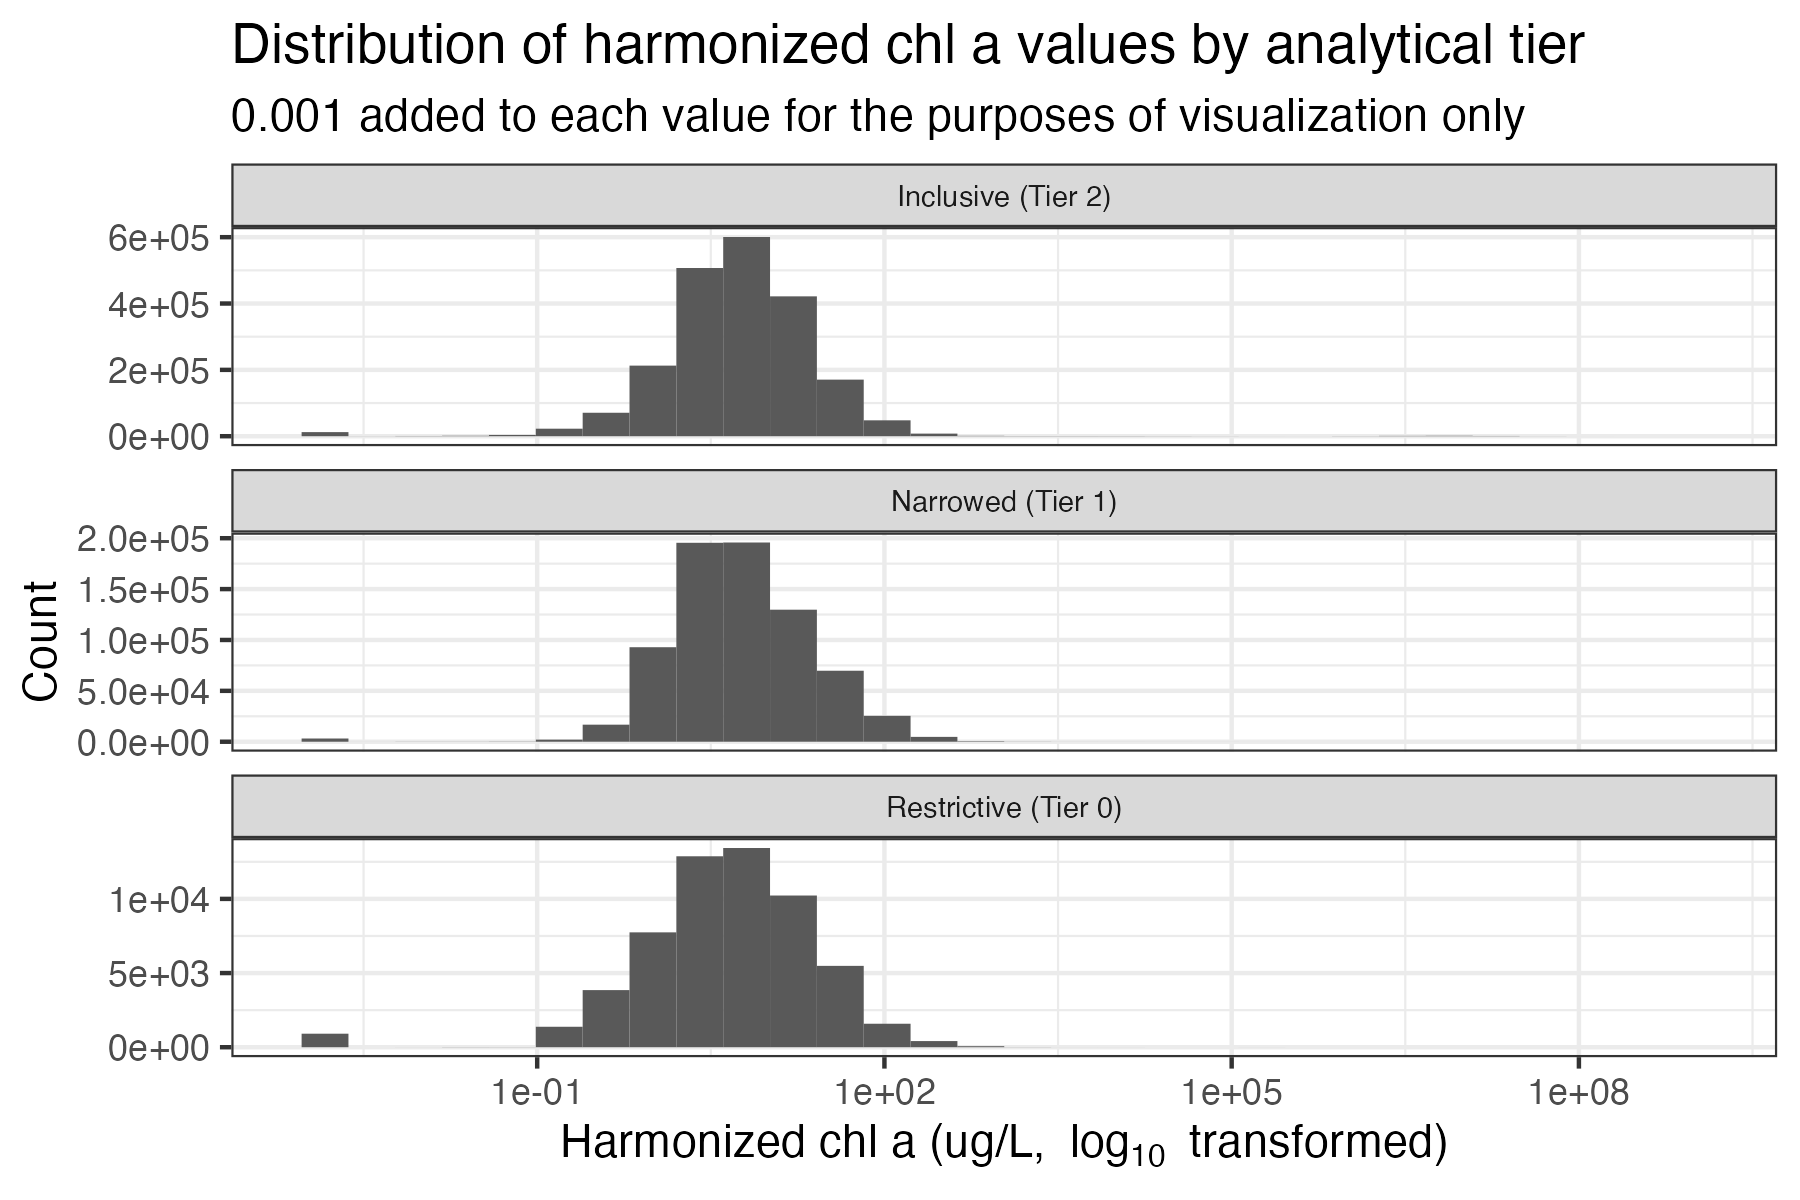 Distribution of harmonized chl a values by analytical tier
0.001 added to each value for the purposes of visualization only
Inclusive (Tier 2)
6e+05
4e+05
2e+05
0e+00
Narrowed (Tier 1)
2.0e+05
1.5e+05
1.0e+05
5.0e+04
0.0e+00
Count
Restrictive (Tier 0)
1e+04
5e+03
0e+00
1e-01 1e+02 1e+05 1e+08
Harmonized chl a (ug/L, log10 transformed)